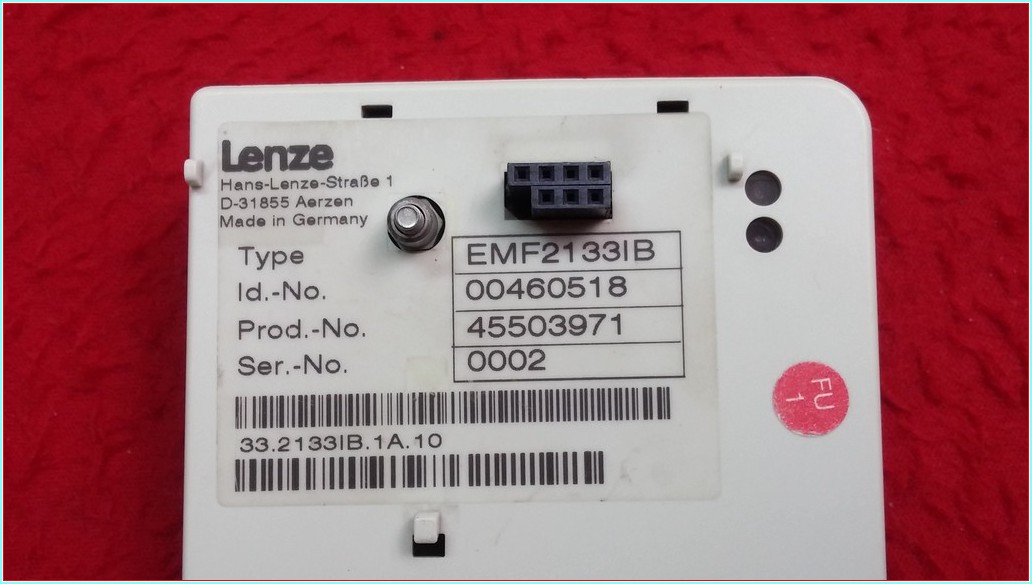 Lenze
Hans-Lenze-Straße 1
D-31855 Aerzen
Made in Germany
Type EMF2133IB
Id.-No. 00460518
Prod.-No. 45503971
Ser.-No. 0002
33.2133IB.1A.10
FU
1